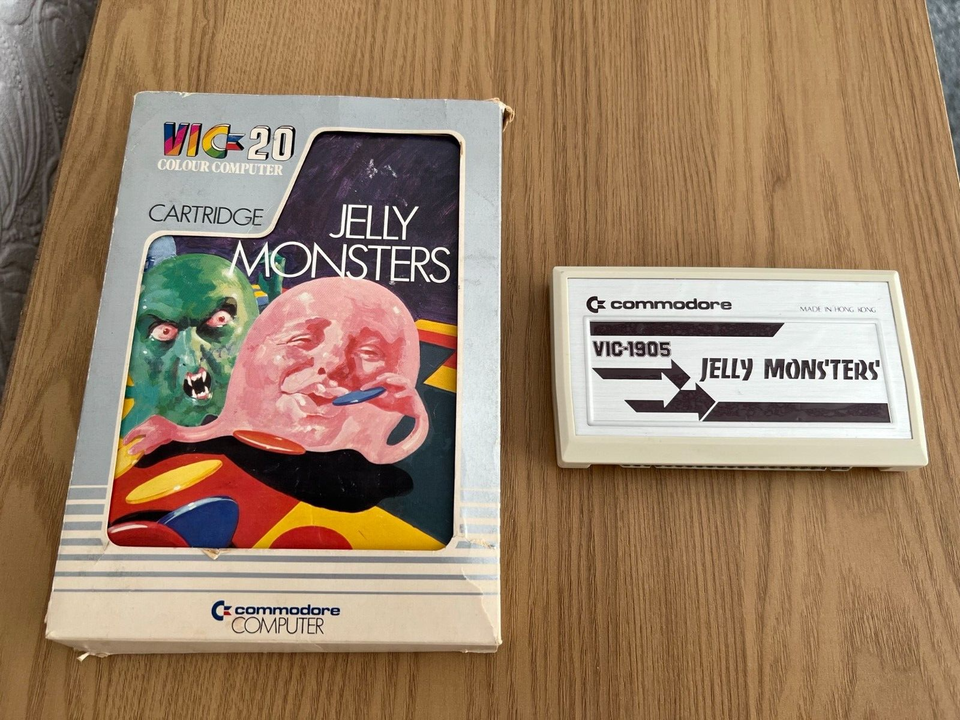 VIC-20
COLOUR COMPUTER
CARTRIDGE
JELLY
MONSTERS
commodore
COMPUTER
commodore
MADE IN HONG KONG
VIC-1905
JELLY MONSTERS